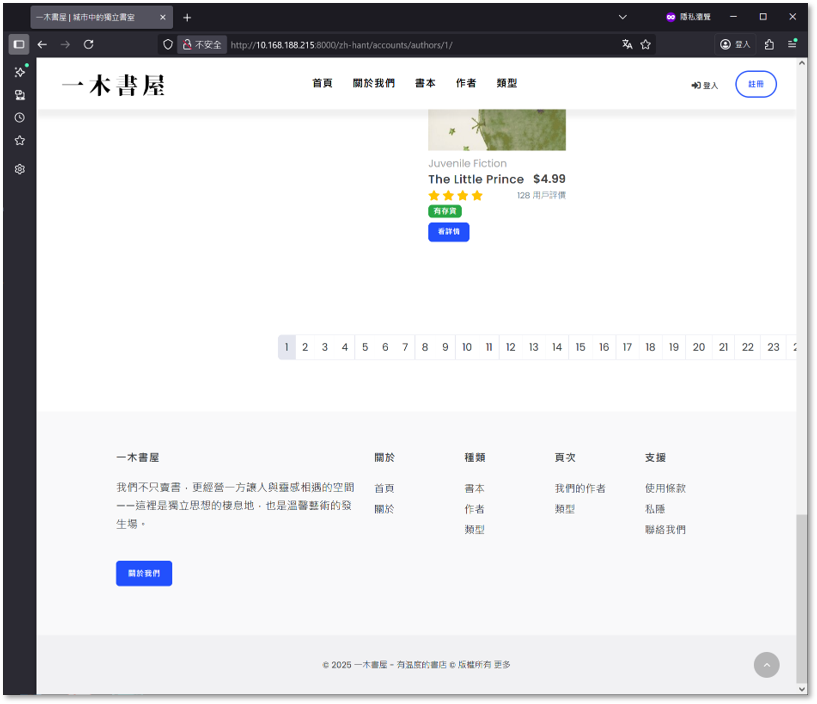 一木書屋 | 城市中的獨立書室
隱私瀏覽
不安全
http://10.168.188.215:8000/zh-hant/accounts/authors/1/
登入
一木書屋
首頁 關於我們 書本 作者 類型
登入
註冊
Juvenile Fiction
The Little Prince $4.99
128 用戶評價
有存貨
看詳情
1 2 3 4 5 6 7 8 9 10 11 12 13 14 15 16 17 18 19 20 21 22 23
一木書屋
我們不只賣書，更經營一方讓人與靈感相遇的空間
——這裡是獨立思想的棲息地，也是溫馨藝術的發
生場。
關於我們
關於
首頁
關於
種類
書本
作者
類型
頁次
我們的作者
類型
支援
使用條款
私隱
聯絡我們
© 2025 一木書屋 - 有溫度的書店 © 版權所有 更多